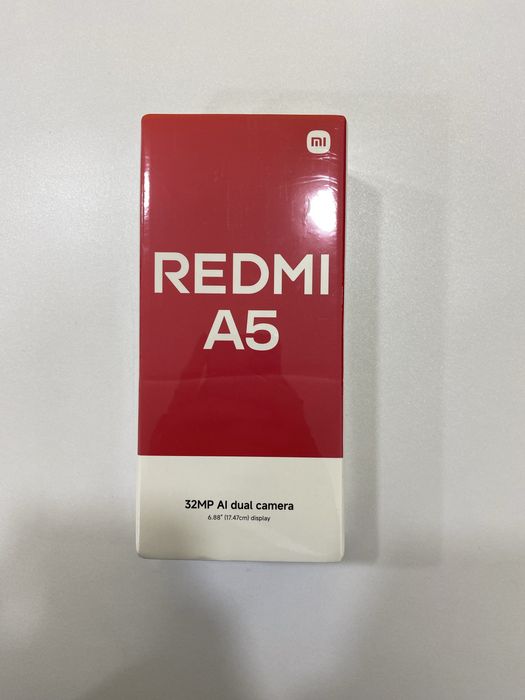 mi
REDMI
A5
32MP AI dual camera
6.88" (17.47cm) display